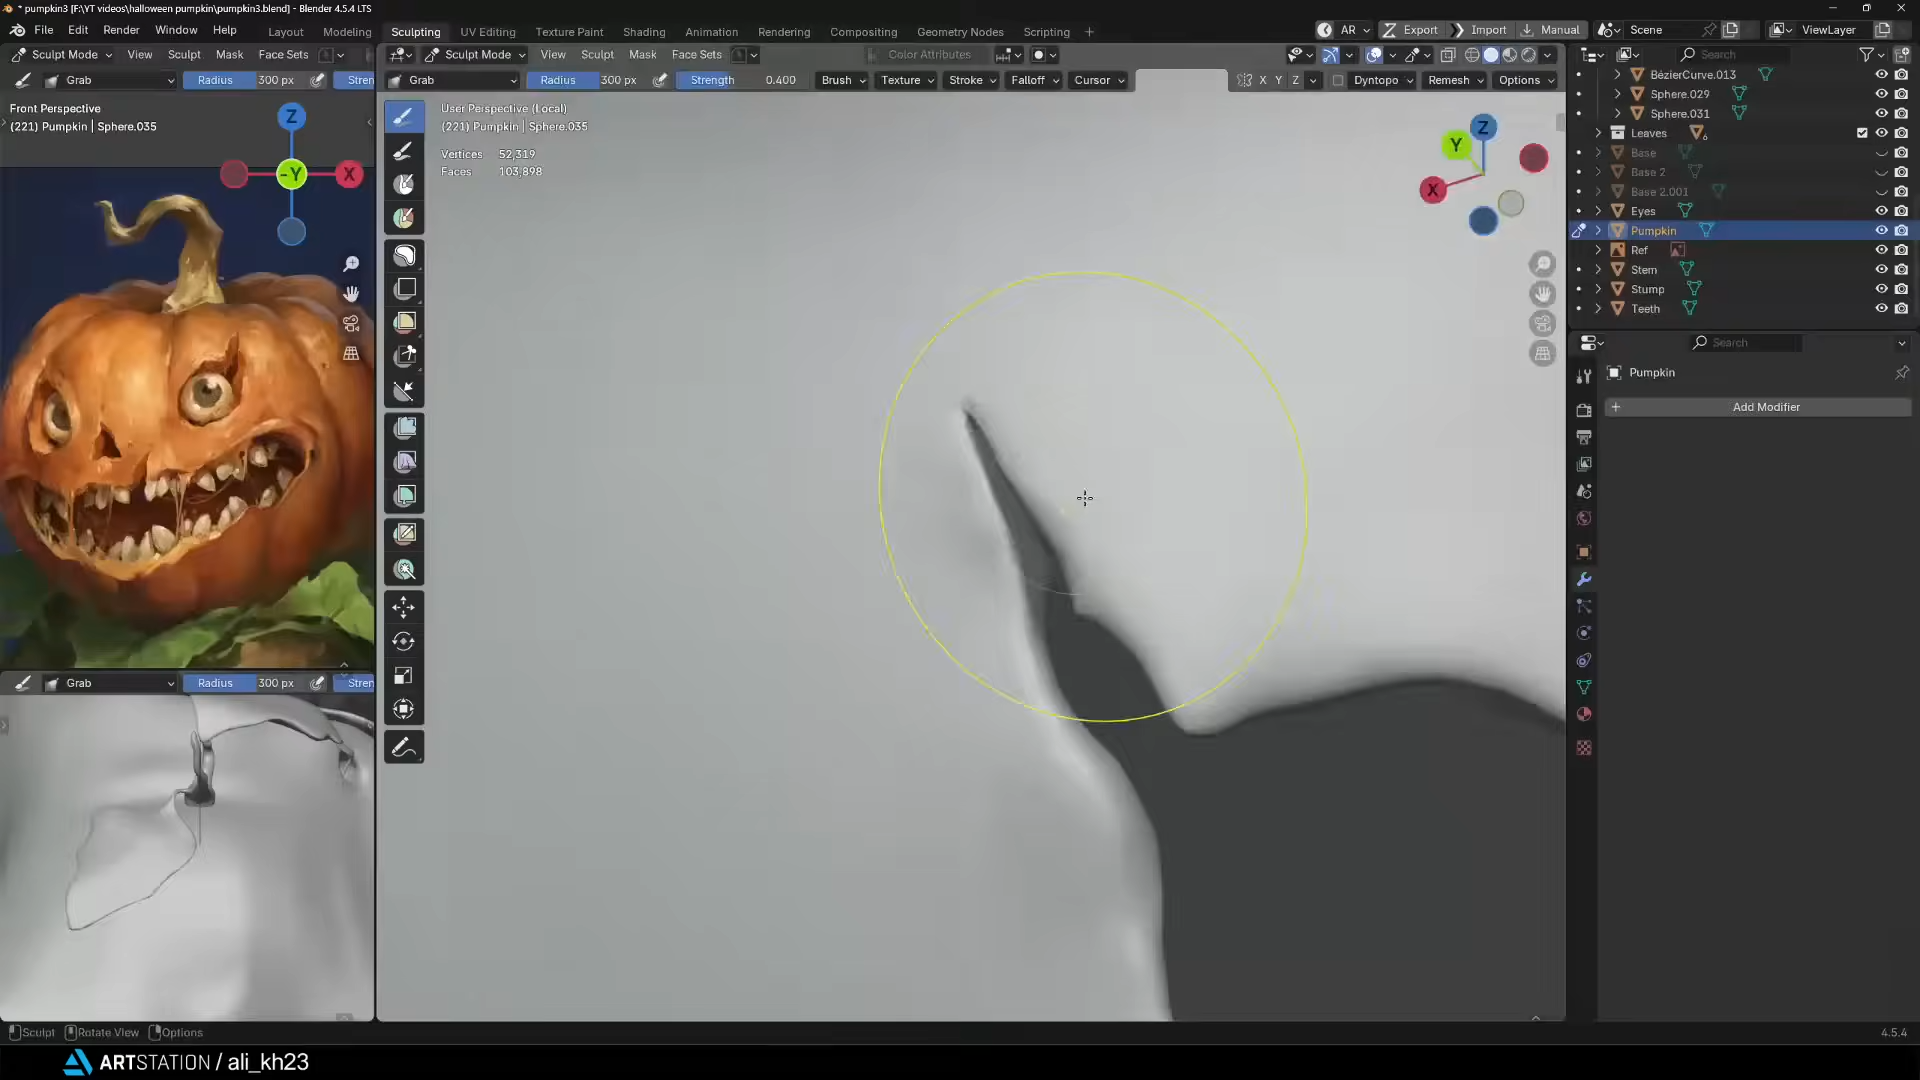 * pumpkin3 [F:\YT videos\halloween pumpkin\pumpkin3.blend] - Blender 4.5.4 LTS
File Edit Render Window Help Layout Modeling Sculpting UV Editing Texture Paint Shading Animation Rendering Compositing Geometry Nodes Scripting +
AR Export Import Manual Scene ViewLayer
Sculpt Mode View Sculpt Mask Face Sets
Sculpt Mode View Sculpt Mask Face Sets Color Attributes
Search
Grab Radius 300 px Stren
Grab Radius 300 px Strength 0.400 Brush Texture Stroke Falloff Cursor X Y Z Dyntopo Remesh Options
Front Perspective
(221) Pumpkin | Sphere.035
Z
-Y
X
User Perspective (Local)
(221) Pumpkin | Sphere.035
Vertices 52,319
Faces 103,898
Z
Y
X
BézierCurve.013
Sphere.029
Sphere.031
Leaves
6
Base
Base 2
Base 2.001
Eyes
Pumpkin
Ref
Stem
Stump
Teeth
Search
Pumpkin
+ Add Modifier
Grab Radius 300 px Stren
Sculpt Rotate View Options
4.5.4
ARTSTATION / ali_kh23